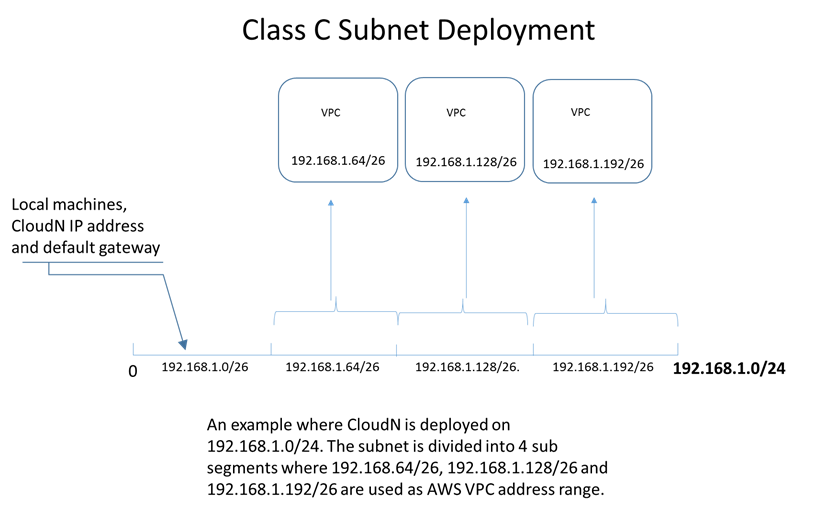 Class C Subnet Deployment
VPC
VPC
VPC
192.168.1.64/26
192.168.1.128/26
192.168.1.192/26
Local machines,
CloudN IP address
and default gateway
0
192.168.1.0/26
192.168.1.64/26
192.168.1.128/26.
192.168.1.192/26
192.168.1.0/24
An example where CloudN is deployed on
192.168.1.0/24. The subnet is divided into 4 sub
segments where 192.168.64/26, 192.168.1.128/26 and
192.168.1.192/26 are used as AWS VPC address range.